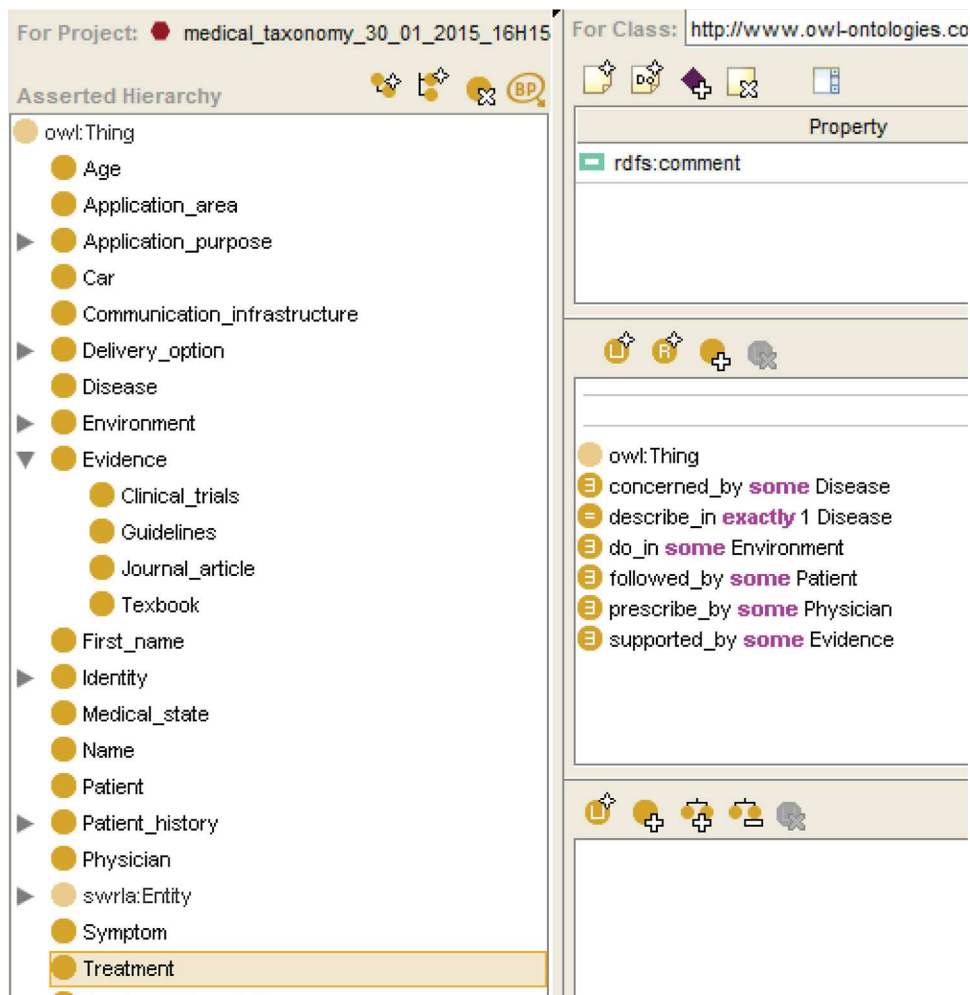 For Project: medical_taxonomy_30_01_2015_16H15
Asserted Hierarchy
BP
owl:Thing
Age
Application_area
Application_purpose
Car
Communication_infrastructure
Delivery_option
Disease
Environment
Evidence
Clinical_trials
Guidelines
Journal_article
Texbook
First_name
Identity
Medical_state
Name
Patient
Patient_history
Physician
swrla:Entity
Symptom
Treatment
For Class: http://www.owl-ontologies.co
Property
rdfs:comment
owl:Thing
∃ concerned_by some Disease
= describe_in exactly 1 Disease
∃ do_in some Environment
∃ followed_by some Patient
∃ prescribe_by some Physician
∃ supported_by some Evidence